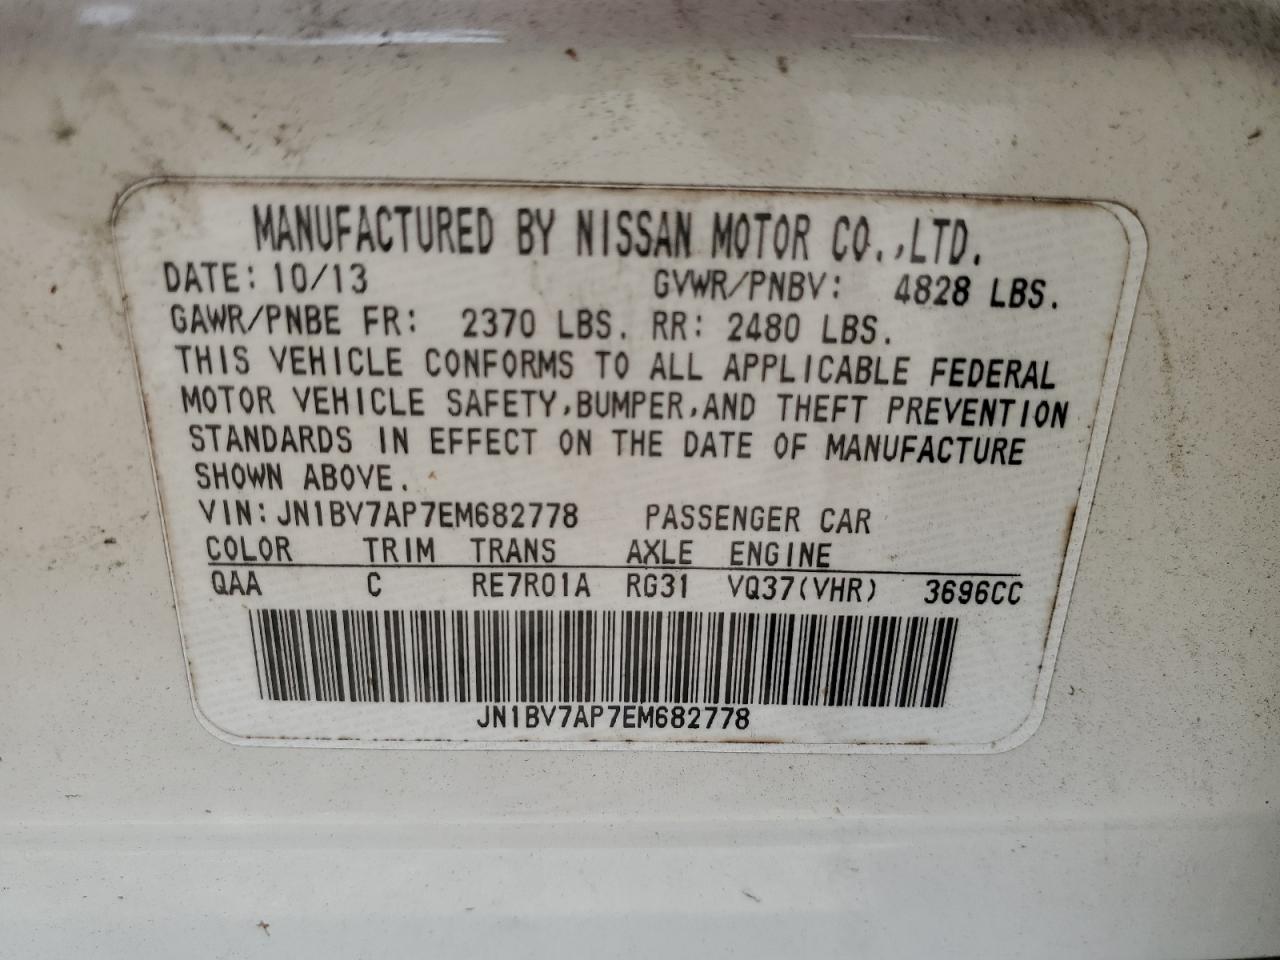 MANUFACTURED BY NISSAN MOTOR CO.,LTD.
DATE: 10/13 GVWR/PNBV: 4828 LBS.
GAWR/PNBE FR: 2370 LBS. RR: 2480 LBS.
THIS VEHICLE CONFORMS TO ALL APPLICABLE FEDERAL
MOTOR VEHICLE SAFETY,BUMPER,AND THEFT PREVENTION
STANDARDS IN EFFECT ON THE DATE OF MANUFACTURE
SHOWN ABOVE.
VIN:JN1BV7AP7EM682778 PASSENGER CAR
COLOR TRIM TRANS AXLE ENGINE
QAA C RE7R01A RG31 VQ37(VHR) 3696CC
JN1BV7AP7EM682778